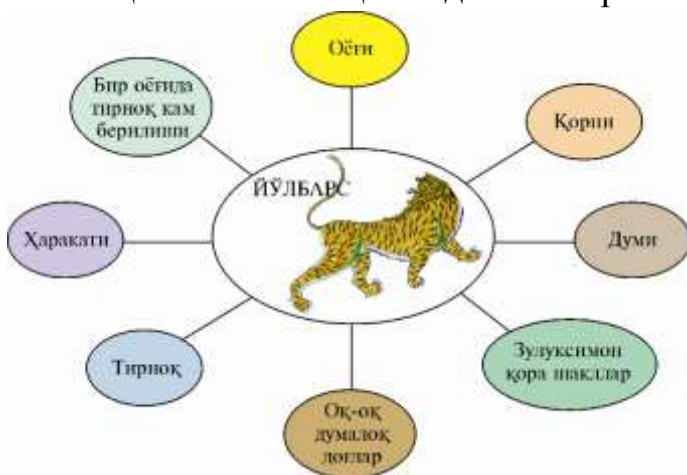 Оёғи
Бир оёғида
тирноқ кам
берилиши
Қорни
ЙЎЛБАРС
Ҳаракати
Думи
Тирноқ
Зулуксимон
қора шакллар
Оқ-оқ
думалоқ
доғлар